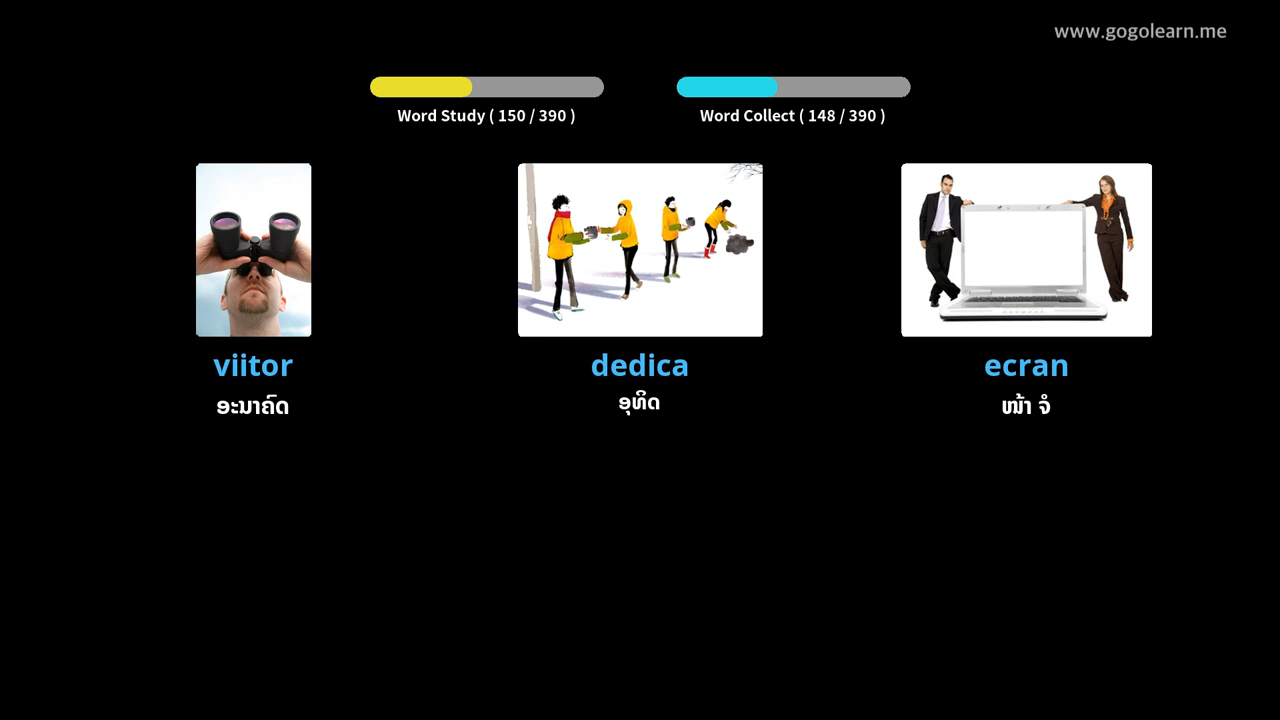 www.gogolearn.me
Word Study ( 150 / 390 )
Word Collect ( 148 / 390 )
viitor
ອະນາຄົດ
dedica
ອຸທິດ
ecran
ໜ້າ ຈໍ